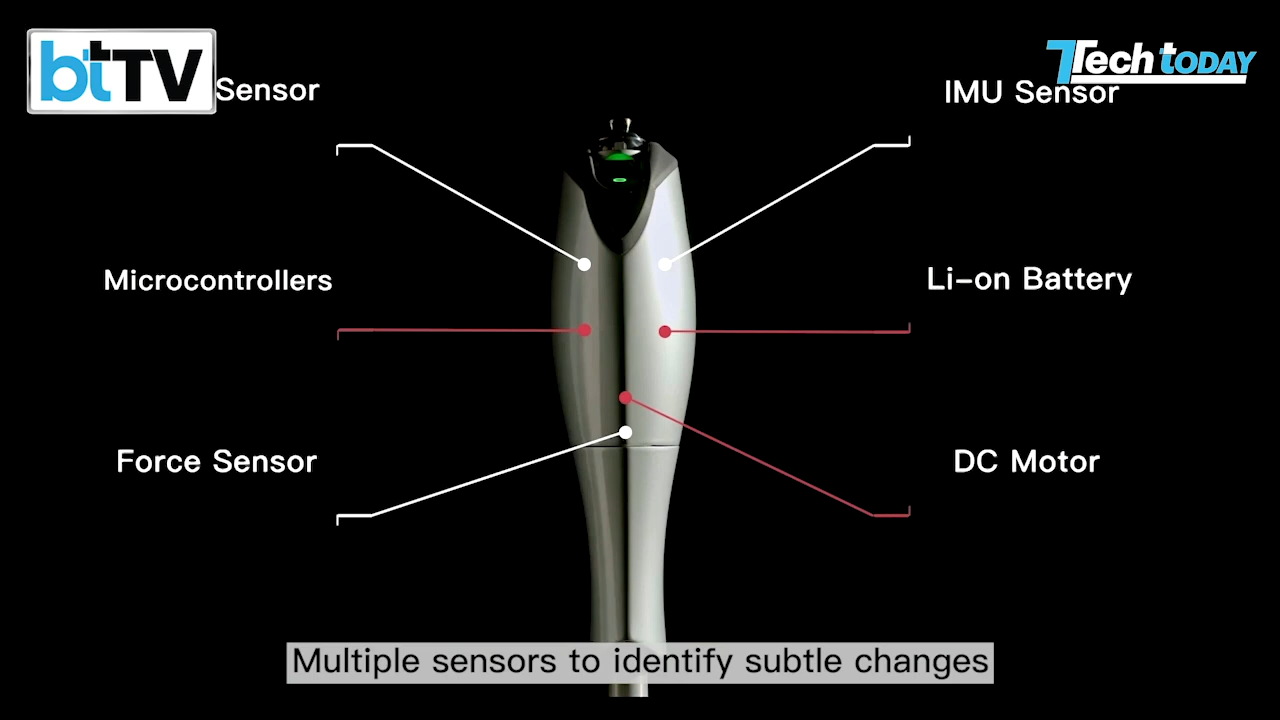 btTV
Tech today
Sensor
IMU Sensor
Microcontrollers
Li-on Battery
Force Sensor
DC Motor
Multiple sensors to identify subtle changes